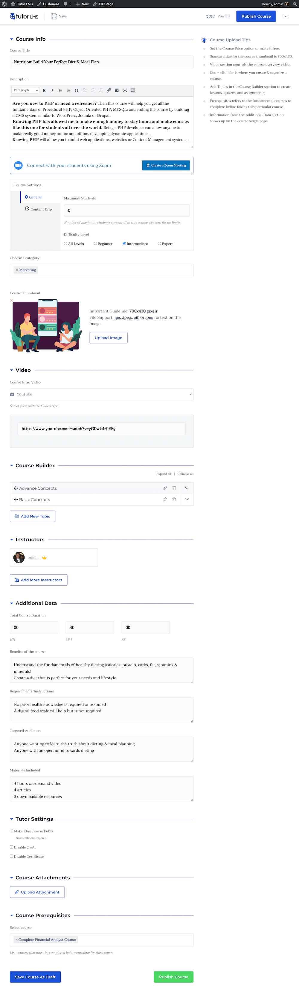 Tutor LMS Customize 0 New Edit Page Howdy, admin
tutor LMS Save Preview Publish Course Exit
Course Info
Course Title
Nutrition: Build Your Perfect Diet & Meal Plan
Description
Paragraph
Are you new to PHP or need a refresher? Then this course will help you get all the
fundamentals of Procedural PHP, Object Oriented PHP, MYSQLi and ending the course by building
a CMS system similar to WordPress, Joomla or Drupal.
Knowing PHP has allowed me to make enough money to stay home and make courses
like this one for students all over the world. Being a PHP developer can allow anyone to
make really good money online and offline, developing dynamic applications.
Knowing PHP will allow you to build web applications, websites or Content Management systems,
Connect with your students using Zoom
Create a Zoom Meeting
Course Settings
General
Content Drip
Maximum Students
0
Number of maximum students can enroll in this course, set zero for no limits
Difficulty Level
All Levels Beginner Intermediate Expert
Choose a category
× Marketing
Course Thumbnail
Important Guideline: 700x430 pixels
File Support: jpg, .jpeg,. gif, or .png no text on the
image.
Upload Image
Video
Course Intro Video
Youtube
Select your preferred video type.
https://www.youtube.com/watch?v=yGDwk4z9EEg
Course Builder
Expand all | Collapse all
Advance Concepts
Basic Concepts
Add New Topic
Instructors
admin
Add More Instructors
Additional Data
Total Course Duration
00 40 00
HH MM SS
Benefits of the course
Understand the fundamentals of healthy dieting (calories, protein, carbs, fat, vitamins &
minerals)
Create a diet that is perfect for your needs and lifestyle
Requirements/Instructions
No prior health knowledge is required or assumed
A digital food scale will help but is not required
Targeted Audience
Anyone wanting to learn the truth about dieting & meal planning
Anyone with an open mind towards dieting
Materials Included
4 hours on-demand video
4 articles
3 downloadable resources
Tutor Settings
Make This Course Public
No enrollment required.
Disable Q&A
Disable Certificate
Course Attachments
Upload Attachment
Course Prerequisites
Select course
×Complete Financial Analyst Course
List courses that must be completed before enrolling for this course.
Save Course As Draft Publish Course
Course Upload Tips
Set the Course Price option or make it free.
Standard size for the course thumbnail is 700x430.
Video section controls the course overview video.
Course Builder is where you create & organize a
course.
Add Topics in the Course Builder section to create
lessons, quizzes, and assignments.
Prerequisites refers to the fundamental courses to
complete before taking this particular course.
Information from the Additional Data section
shows up on the course single page.